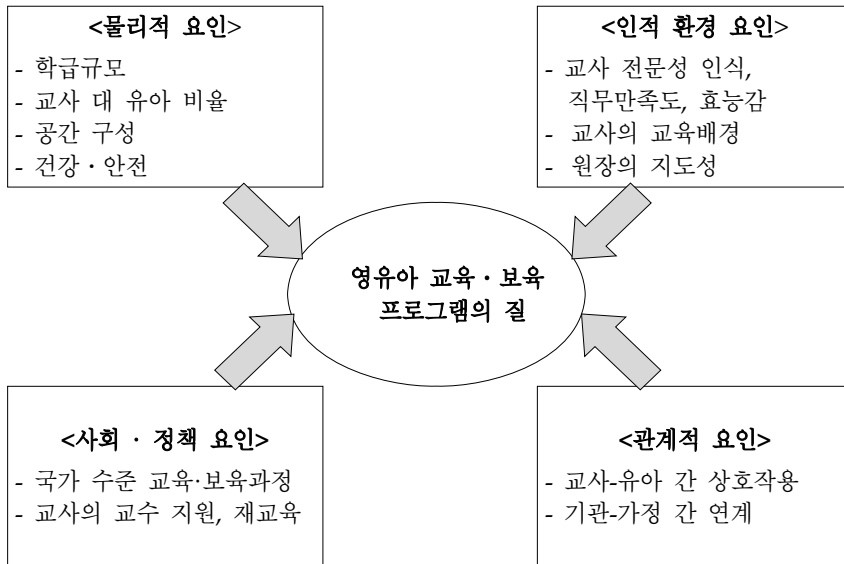 <물리적 요인>
- 학급규모
- 교사 대 유아 비율
- 공간 구성
- 건강·안전
<인적 환경 요인>
- 교사 전문성 인식,
직무만족도, 효능감
- 교사의 교육배경
- 원장의 지도성
영유아 교육·보육
프로그램의 질
<사회·정책 요인>
- 국가 수준 교육·보육과정
- 교사의 교수 지원, 재교육
<관계적 요인>
- 교사-유아 간 상호작용
- 기관-가정 간 연계